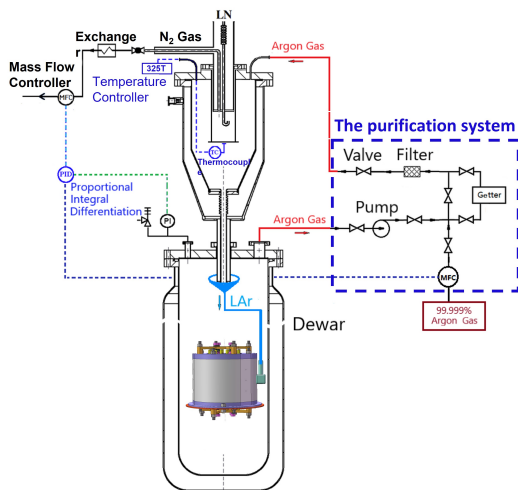 LN
N₂ Gas
Exchange
r
Mass Flow
Controller
MFC
325T
Temperature
Controller
Argon Gas
TC
Thermocoupl
e
The purification system
Valve
Filter
Getter
PID
Proportional
Integral
Differentiation
PI
Argon Gas
Pump
MFC
99.999%
Argon Gas
LAr
Dewar